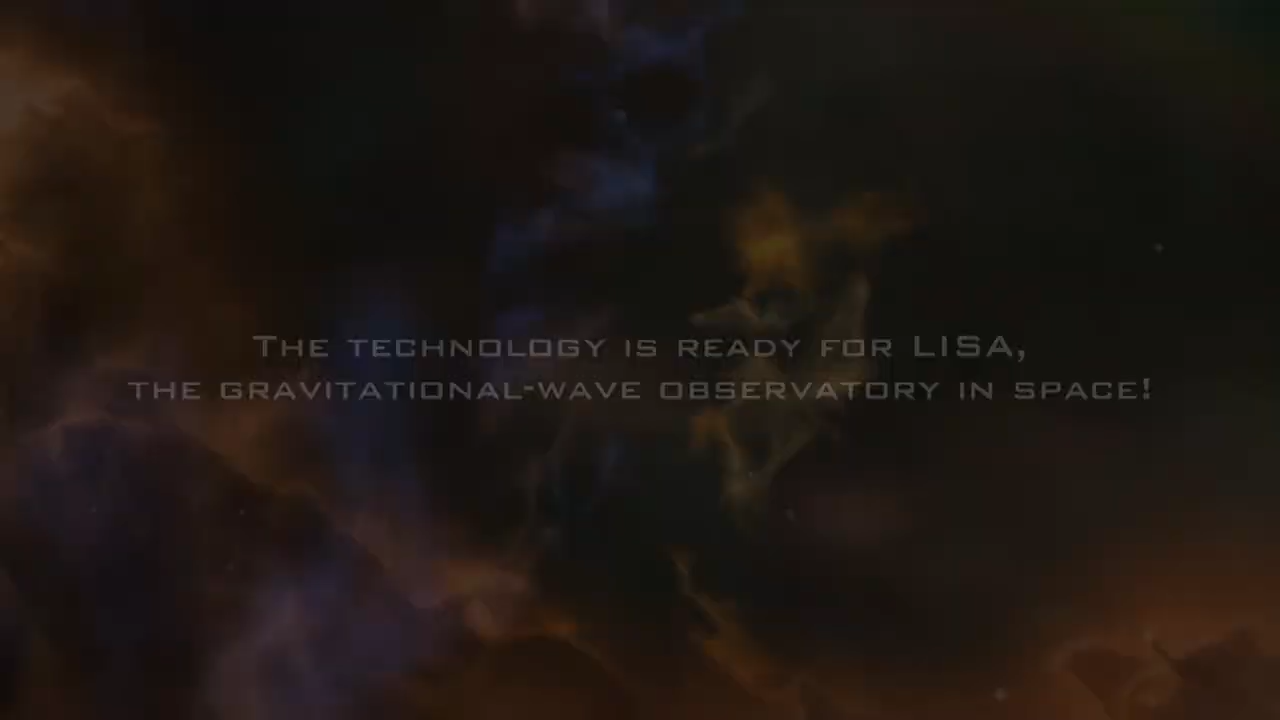 The technology is ready for LISA,
the gravitational-wave observatory in space!